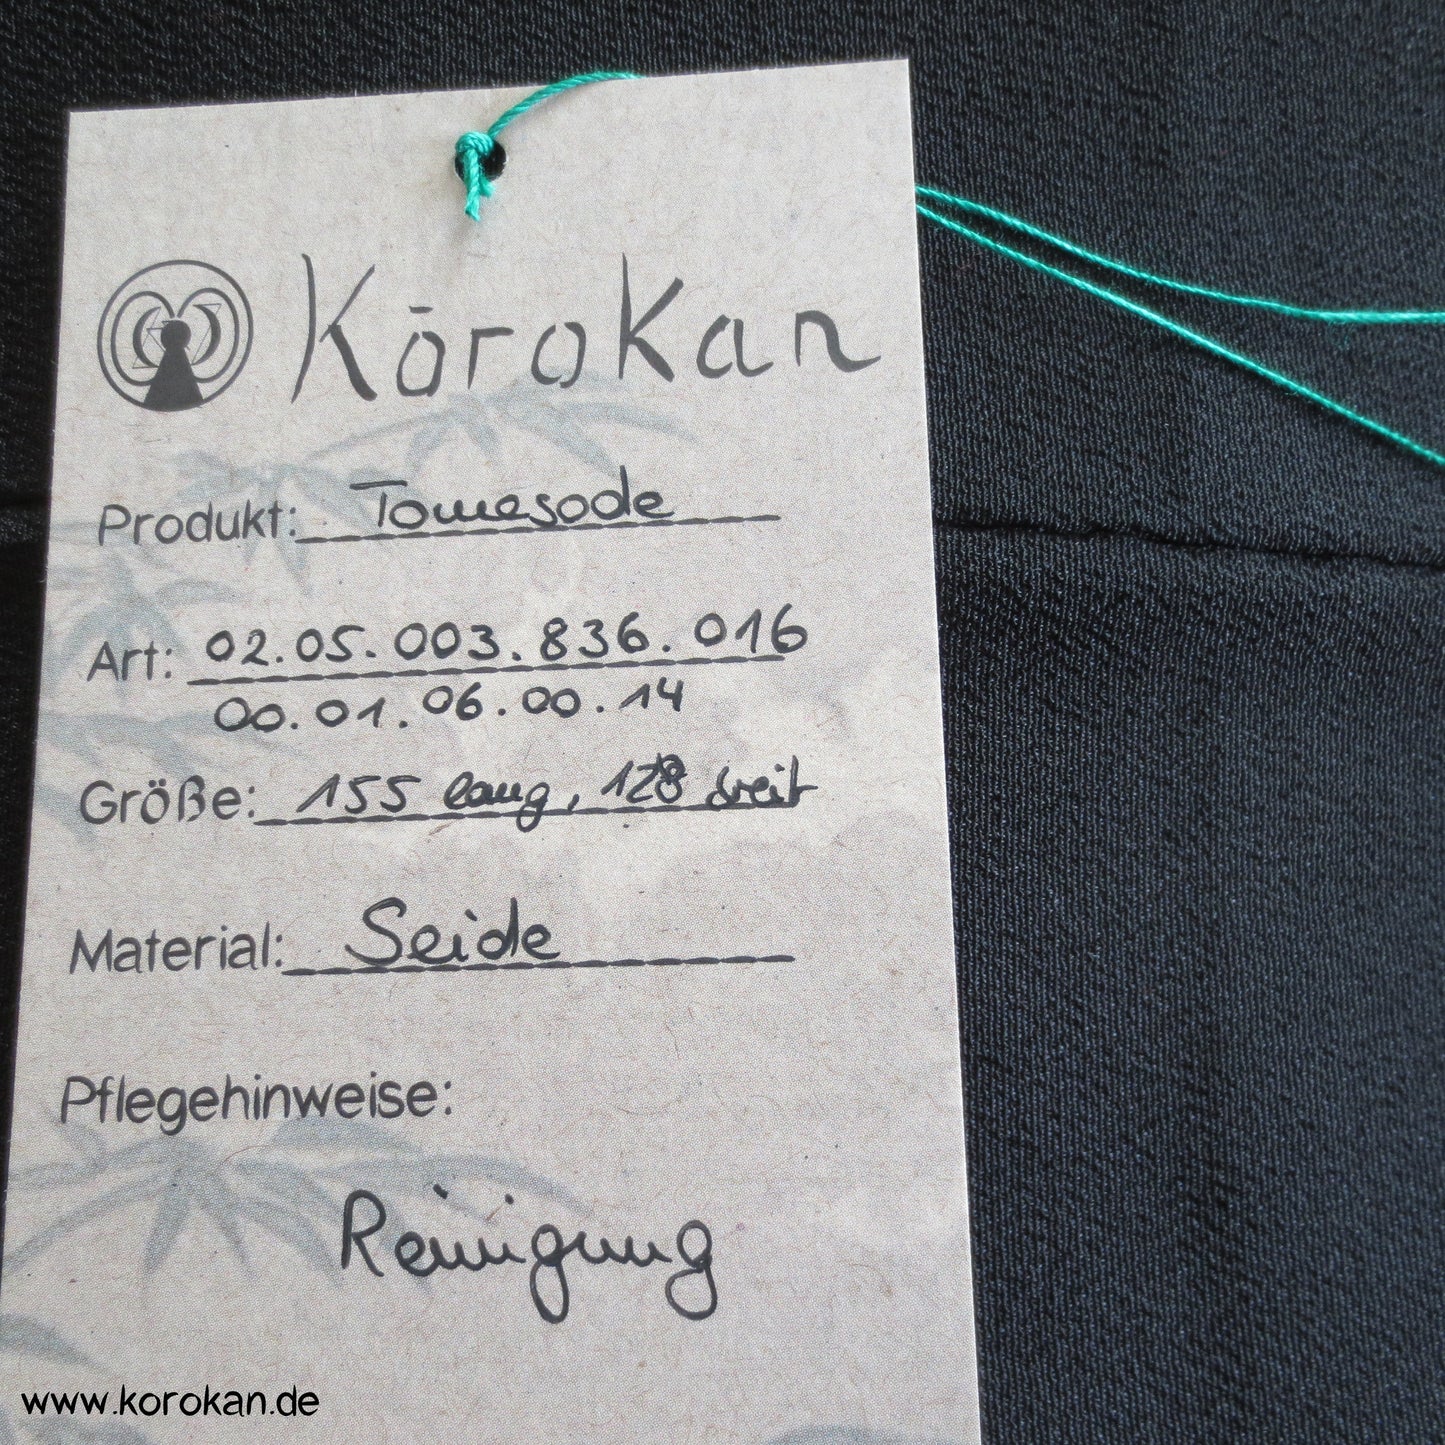 Kōrokan
Produkt: Tomesode
Art: 02.05.003.836.016
00.01.06.00.14
Größe: 155 lang, 128 breit
Material: Seide
Pflegehinweise:
Reinigung
www.korokan.de